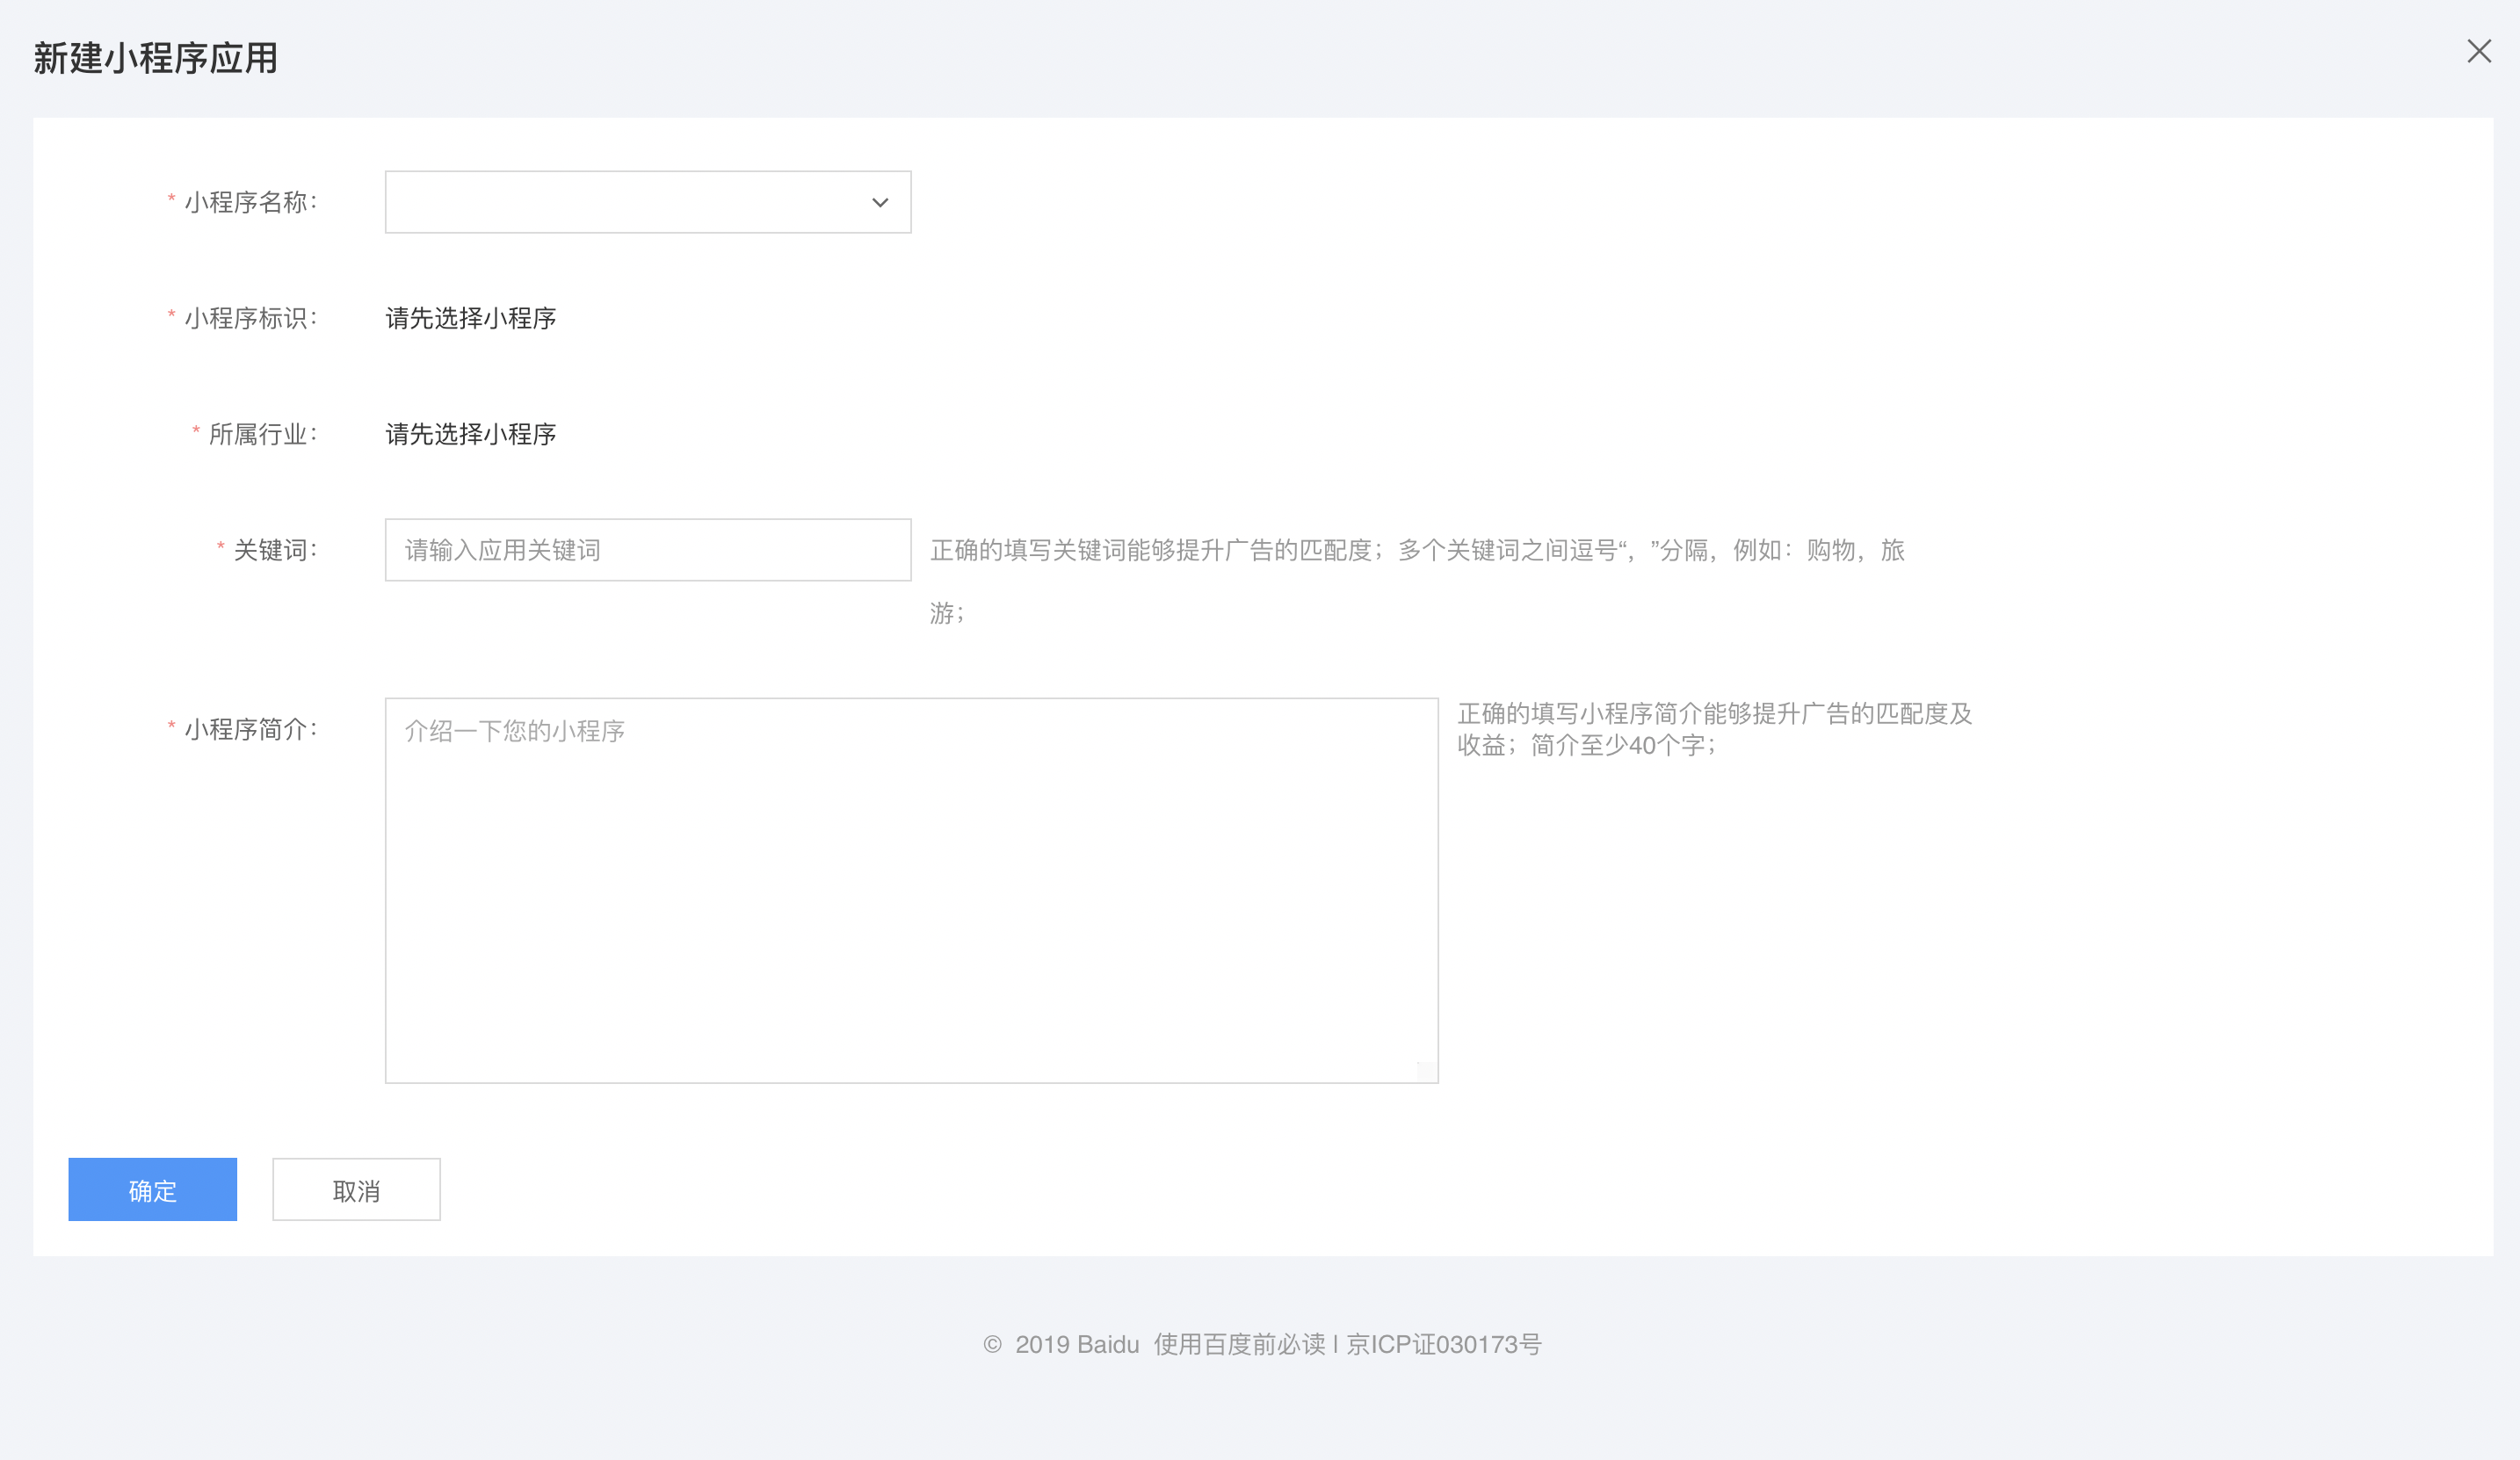 新建小程序应用
* 小程序名称：
* 小程序标识： 请先选择小程序
* 所属行业： 请先选择小程序
* 关键词： 请输入应用关键词 正确的填写关键词能够提升广告的匹配度；多个关键词之间逗号“，”分隔，例如：购物，旅
游；
* 小程序简介： 介绍一下您的小程序 正确的填写小程序简介能够提升广告的匹配度及
收益；简介至少40个字；
确定 取消
© 2019 Baidu 使用百度前必读 | 京ICP证030173号